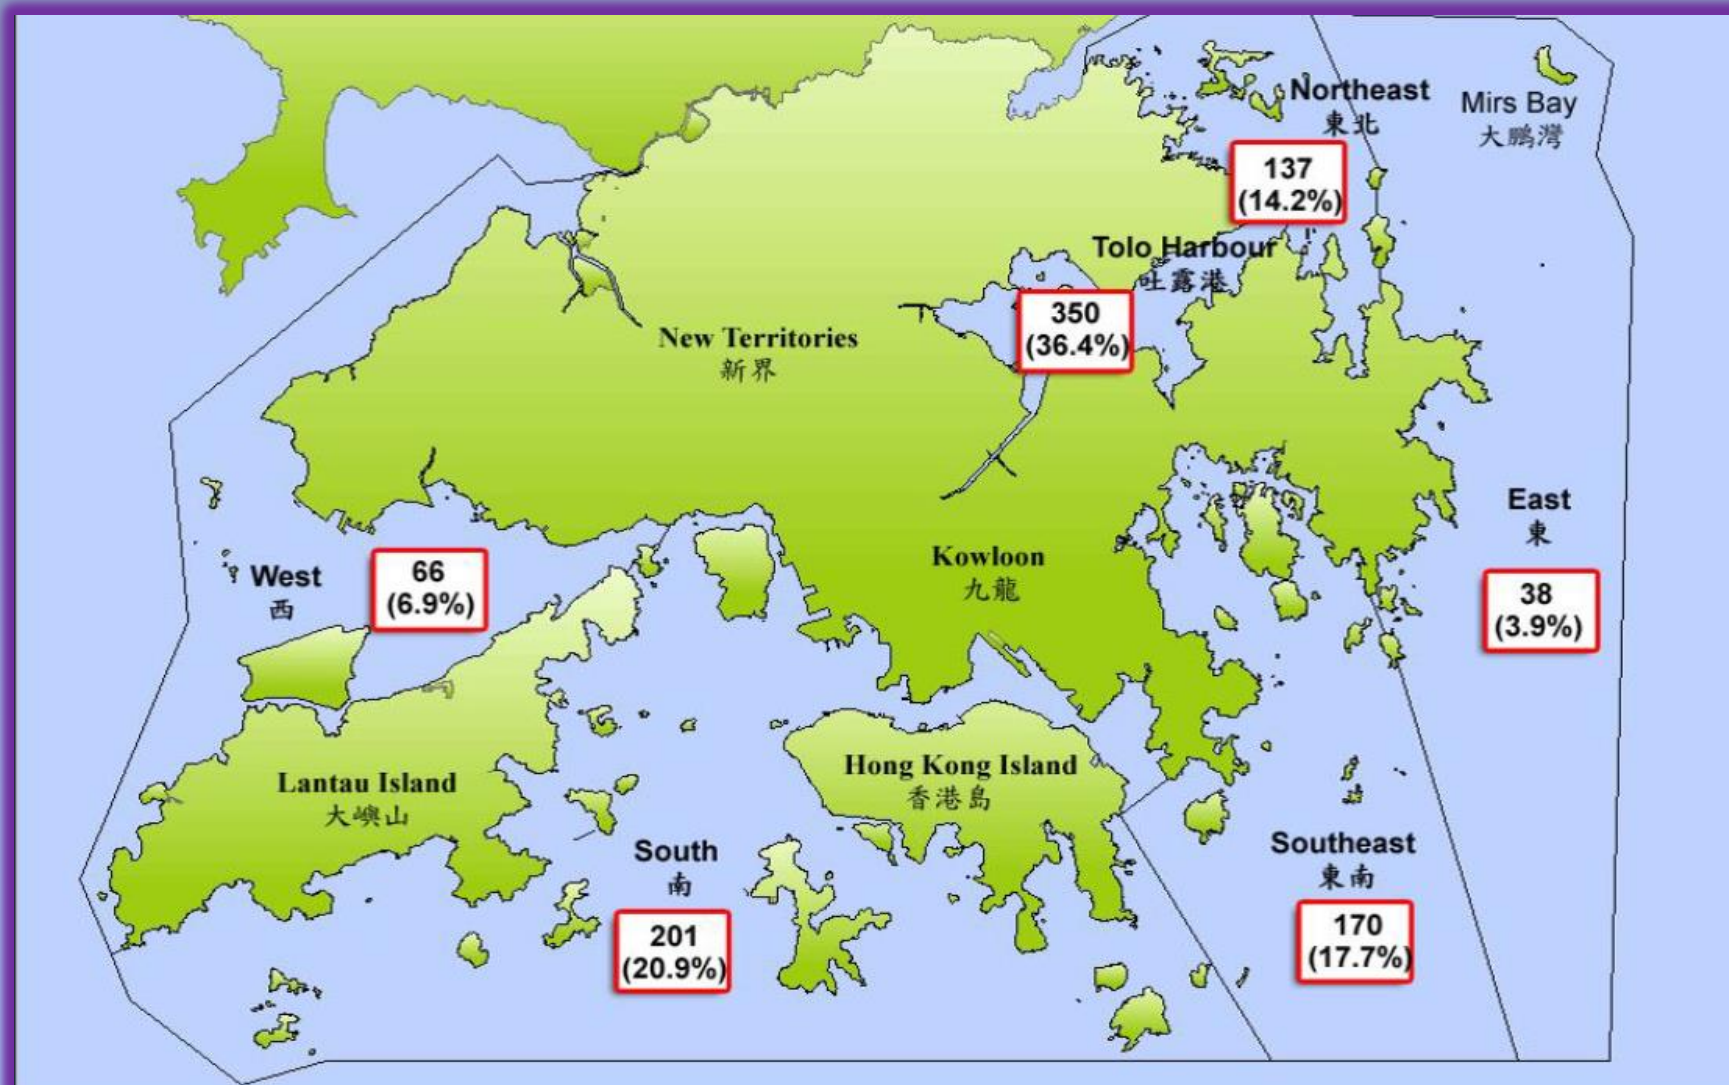 Northeast
東北
137
(14.2%)
Mirs Bay
大鵬灣
Tolo Harbour
吐露港
350
(36.4%)
New Territories
新界
East
東
38
(3.9%)
West
西
66
(6.9%)
Kowloon
九龍
Lantau Island
大嶼山
Hong Kong Island
香港島
South
南
201
(20.9%)
Southeast
東南
170
(17.7%)